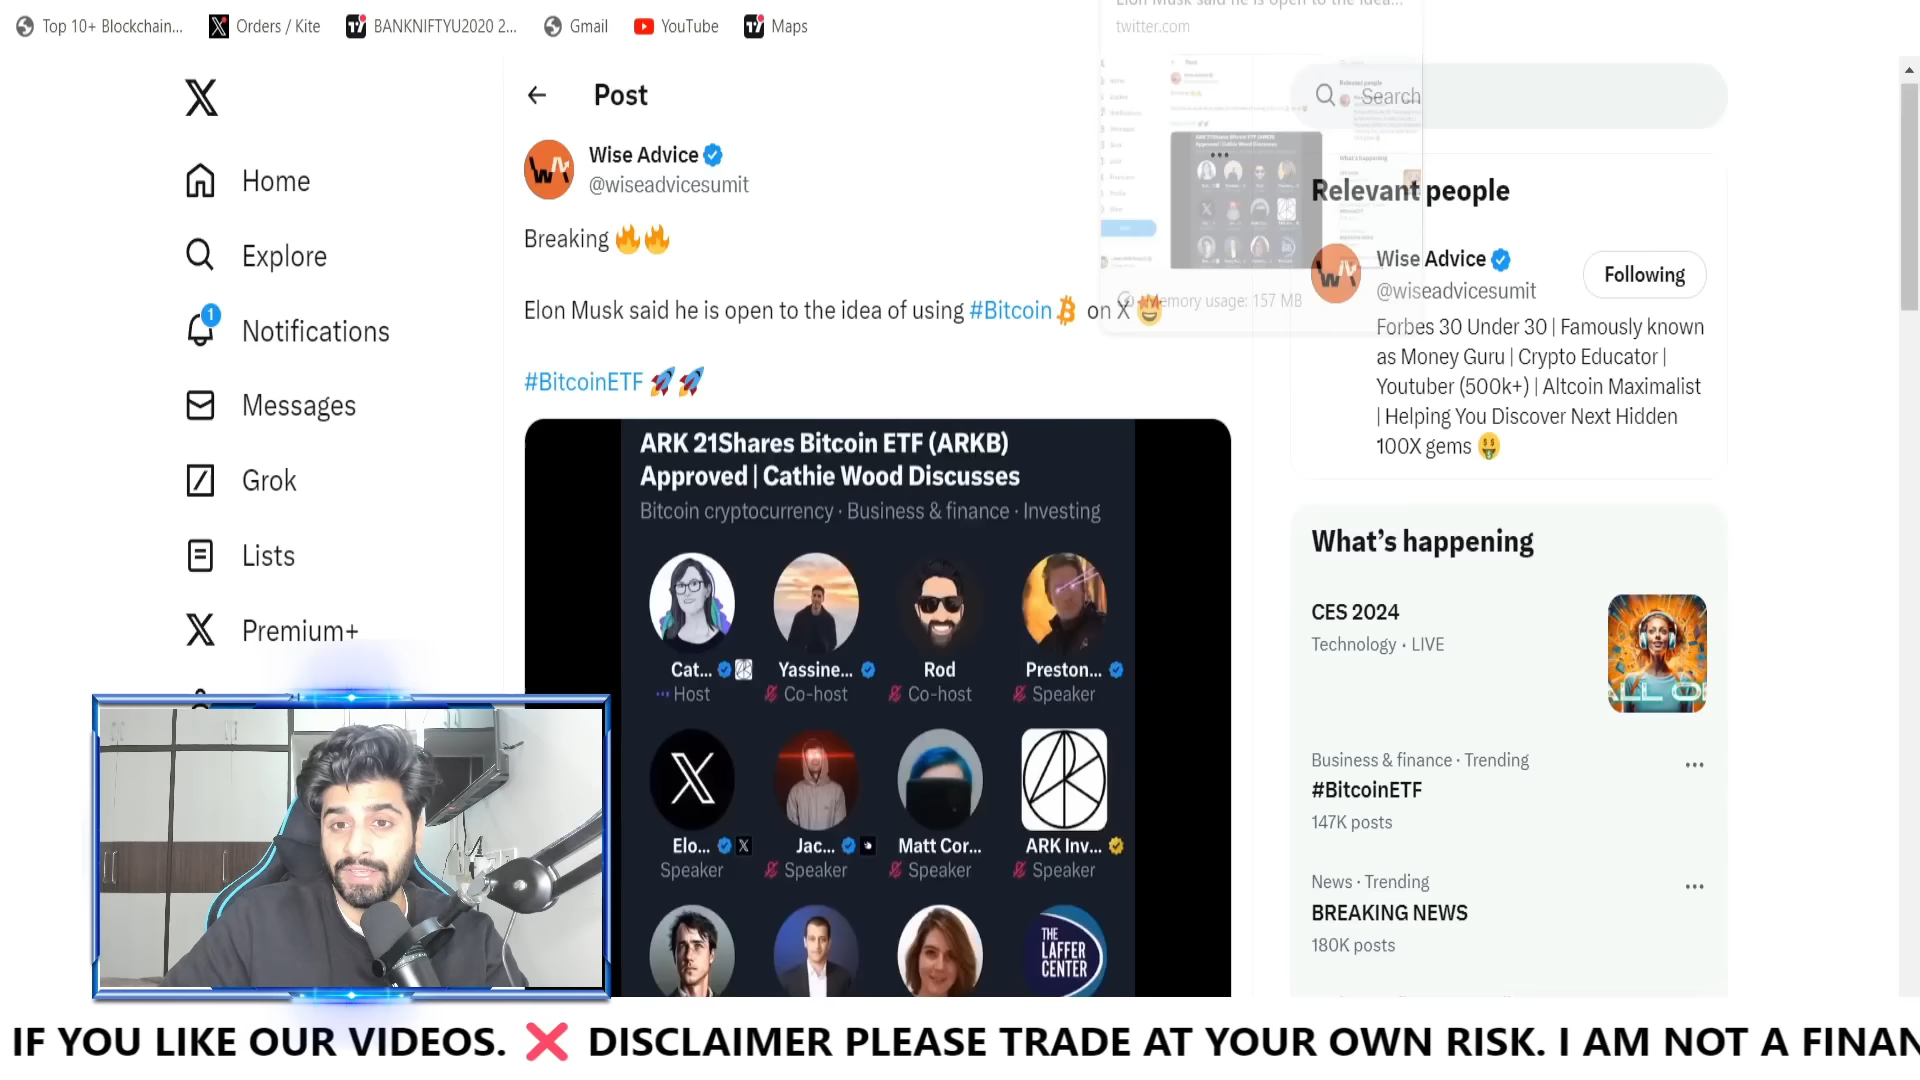 Top 10+ Blockchain...
Orders / Kite
BANKNIFTYU2020 2...
Gmail
YouTube
Maps
twitter.com
Memory usage: 157 MB
Home
Explore
1
Notifications
Messages
Grok
Lists
Premium+
Post
Wise Advice
@wiseadvicesumit
Breaking 🔥🔥
Elon Musk said he is open to the idea of using #Bitcoin on X 🤩
#BitcoinETF 🚀🚀
ARK 21Shares Bitcoin ETF (ARKB)
Approved | Cathie Wood Discusses
Bitcoin cryptocurrency · Business & finance · Investing
Cat... Yassine... Rod Preston...
Host Co-host Co-host Speaker
Elo... Jac... Matt Cor... ARK Inv...
Speaker Speaker Speaker Speaker
THE
LAFFER
CENTER
Search
Relevant people
Wise Advice
@wiseadvicesumit
Following
Forbes 30 Under 30 | Famously known
as Money Guru | Crypto Educator |
Youtuber (500k+) | Altcoin Maximalist
| Helping You Discover Next Hidden
100X gems 🤑
What's happening
CES 2024
Technology · LIVE
Business & finance · Trending
#BitcoinETF
147K posts
News · Trending
BREAKING NEWS
180K posts
IF YOU LIKE OUR VIDEOS. ❌ DISCLAIMER PLEASE TRADE AT YOUR OWN RISK. I AM NOT A FINAN